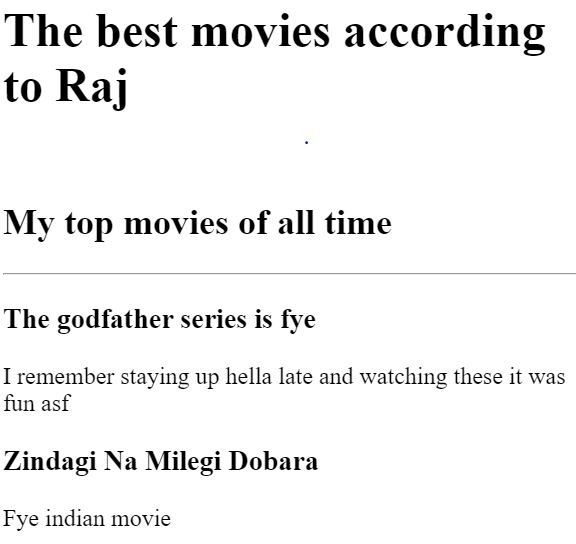 The best movies according
to Raj
.
My top movies of all time
The godfather series is fye
I remember staying up hella late and watching these it was
fun asf
Zindagi Na Milegi Dobara
Fye indian movie